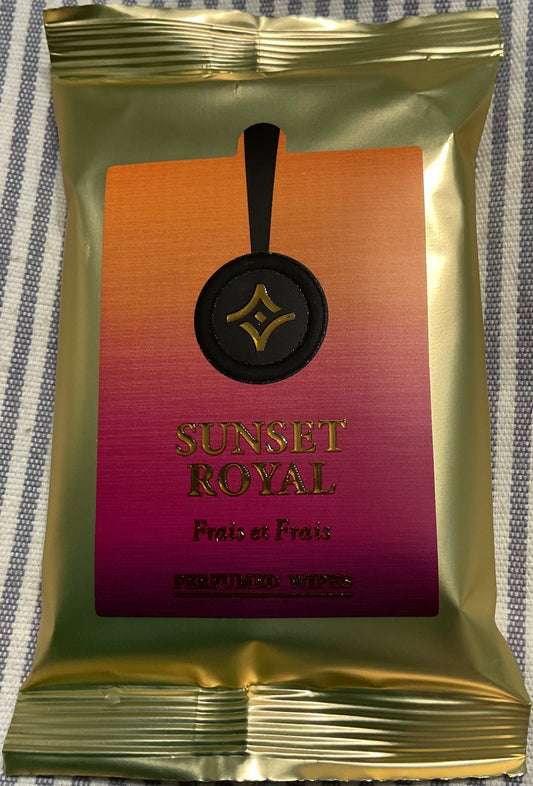 SUNSET
ROYAL
Frais et Frais
PERFUMED WIPES